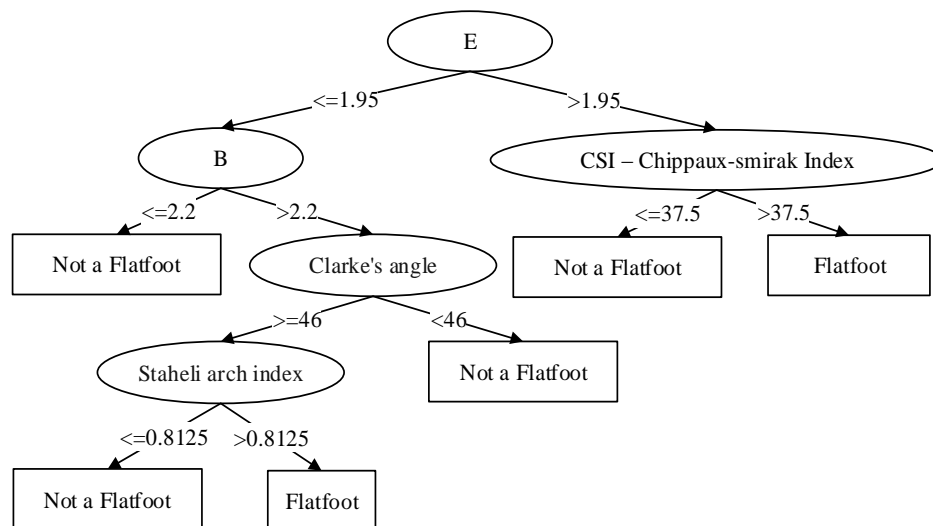 E
<=1.95
>1.95
B
CSI – Chippaux-smirak Index
<=2.2
>2.2
<=37.5
>37.5
Not a Flatfoot
Clarke's angle
Not a Flatfoot
Flatfoot
>=46
<46
Staheli arch index
Not a Flatfoot
<=0.8125
>0.8125
Not a Flatfoot
Flatfoot